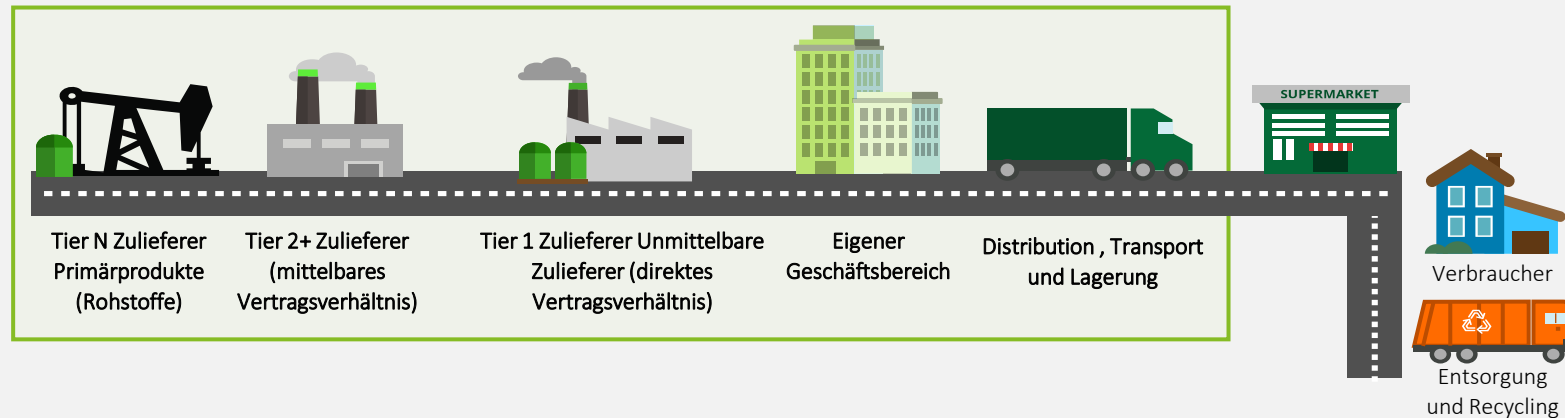 SUPERMARKET
Tier N Zulieferer
Primärprodukte
(Rohstoffe)
Tier 2+ Zulieferer
(mittelbares
Vertragsverhältnis)
Tier 1 Zulieferer Unmittelbare
Zulieferer (direktes
Vertragsverhältnis)
Eigener
Geschäftsbereich
Distribution , Transport
und Lagerung
Verbraucher
Entsorgung
und Recycling